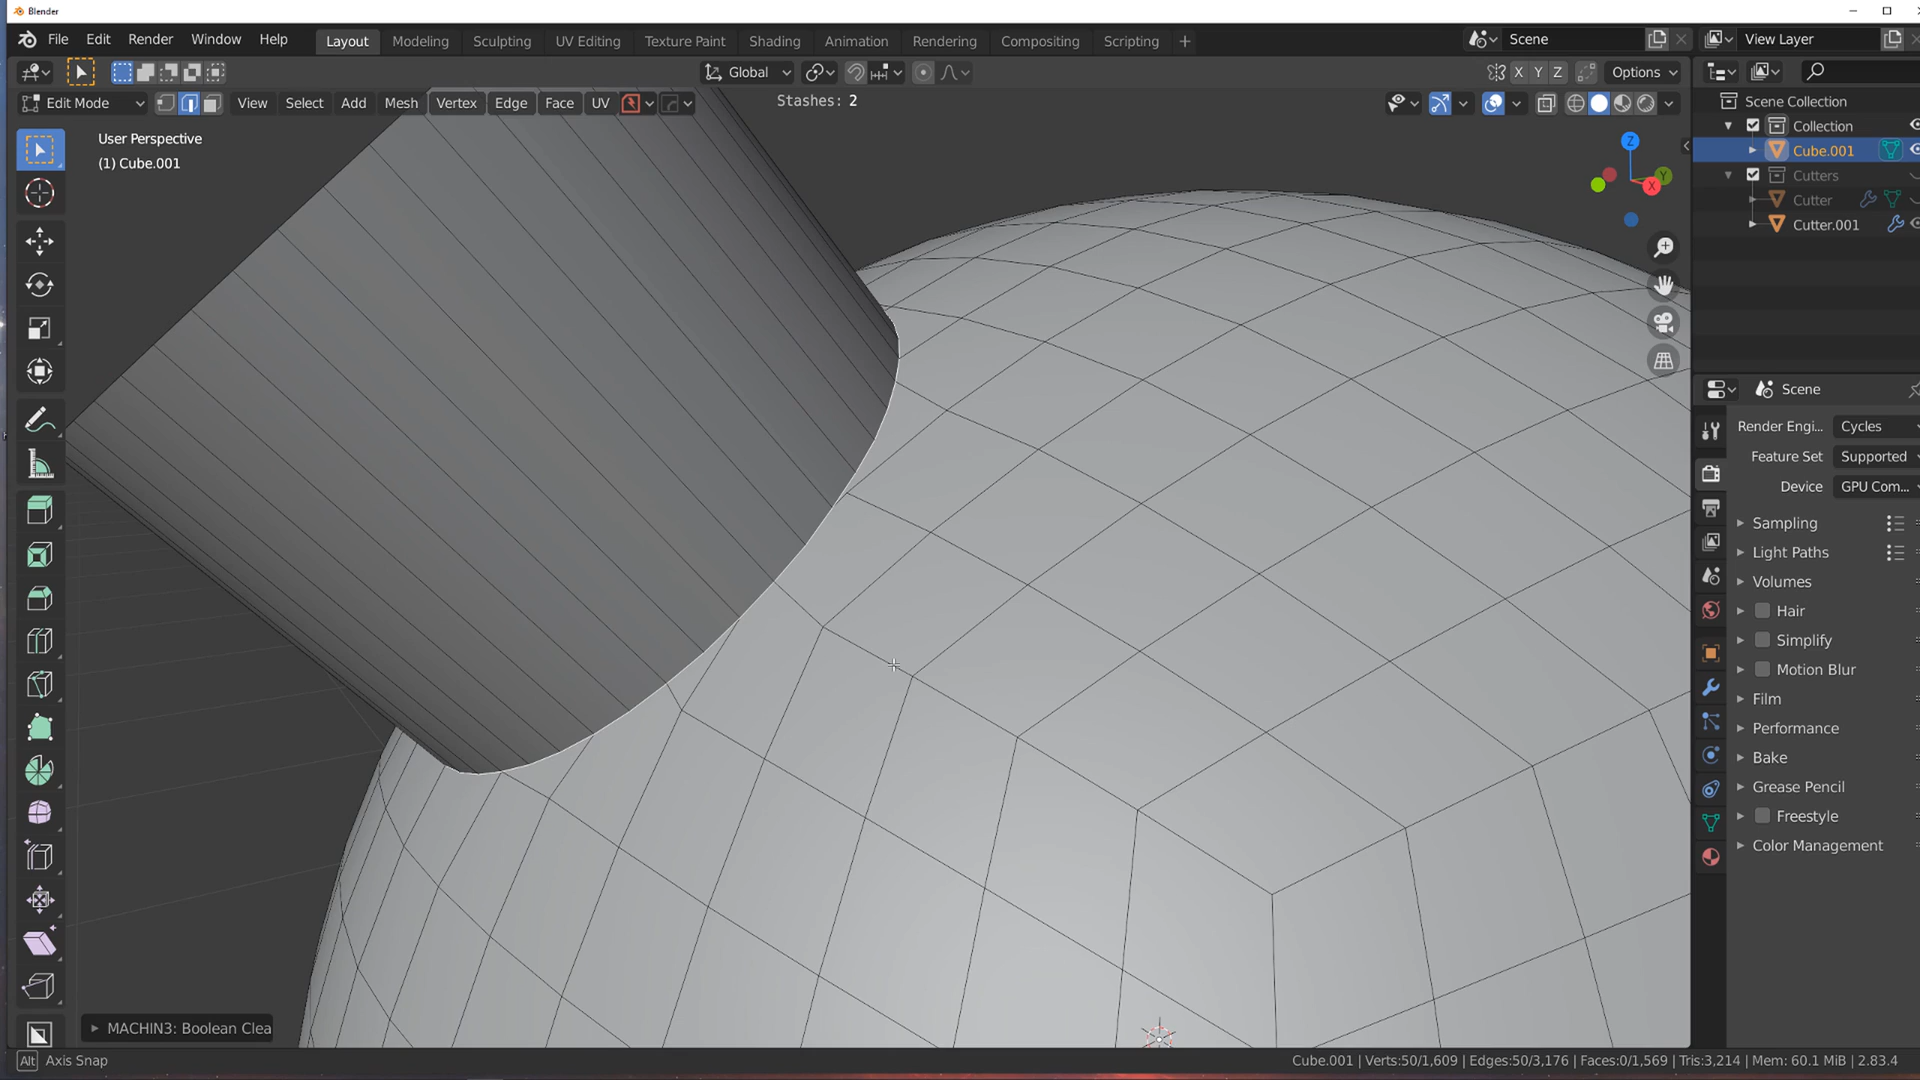 Blender
File Edit Render Window Help Layout Modeling Sculpting UV Editing Texture Paint Shading Animation Rendering Compositing Scripting + Scene View Layer
Global X Y Z Options
Edit Mode View Select Add Mesh Vertex Edge Face UV Stashes: 2
User Perspective
(1) Cube.001
Z
Y
X
Scene Collection
Collection
Cube.001
Cutters
Cutter
Cutter.001
Scene
Render Engi... Cycles
Feature Set Supported
Device GPU Com...
Sampling
Light Paths
Volumes
Hair
Simplify
Motion Blur
Film
Performance
Bake
Grease Pencil
Freestyle
Color Management
MACHIN3: Boolean Clea
Alt Axis Snap
Cube.001 | Verts:50/1,609 | Edges:50/3,176 | Faces:0/1,569 | Tris:3,214 | Mem: 60.1 MiB | 2.83.4